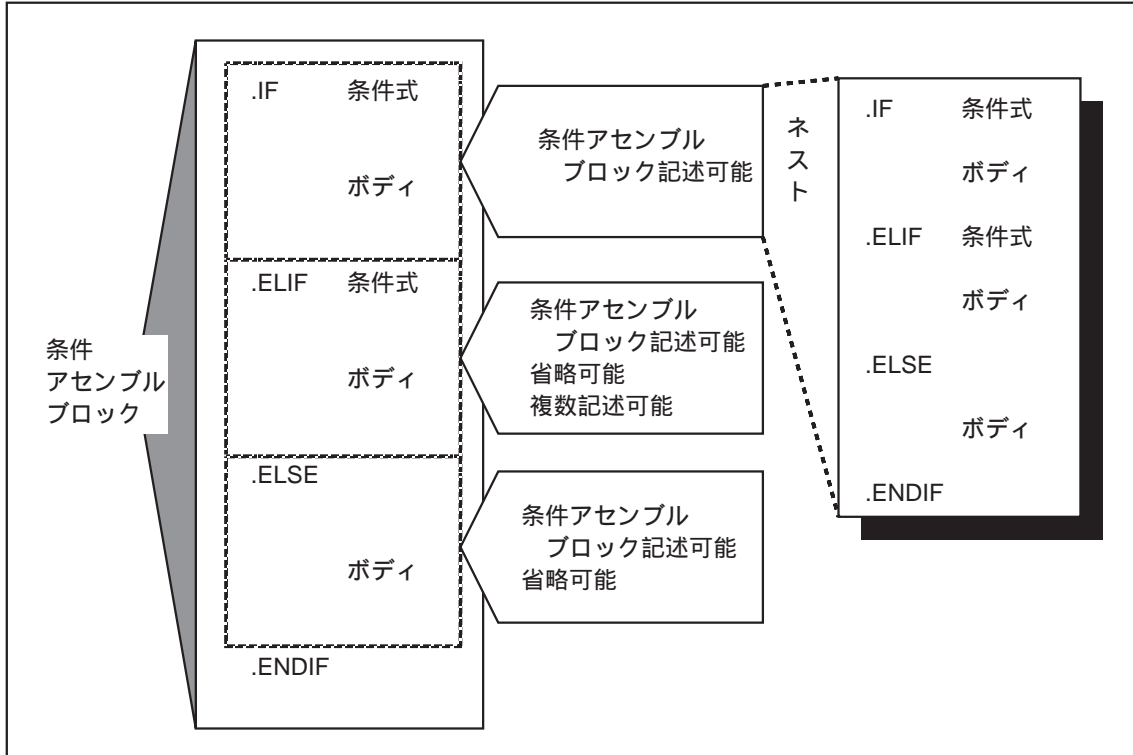 条件
アセンブル
ブロック
.IF 条件式
ボディ
.ELIF 条件式
ボディ
.ELSE
ボディ
.ENDIF
条件アセンブル
ブロック記述可能
条件アセンブル
ブロック記述可能
省略可能
複数記述可能
条件アセンブル
ブロック記述可能
省略可能
ネスト
.IF 条件式
ボディ
.ELIF 条件式
ボディ
.ELSE
ボディ
.ENDIF